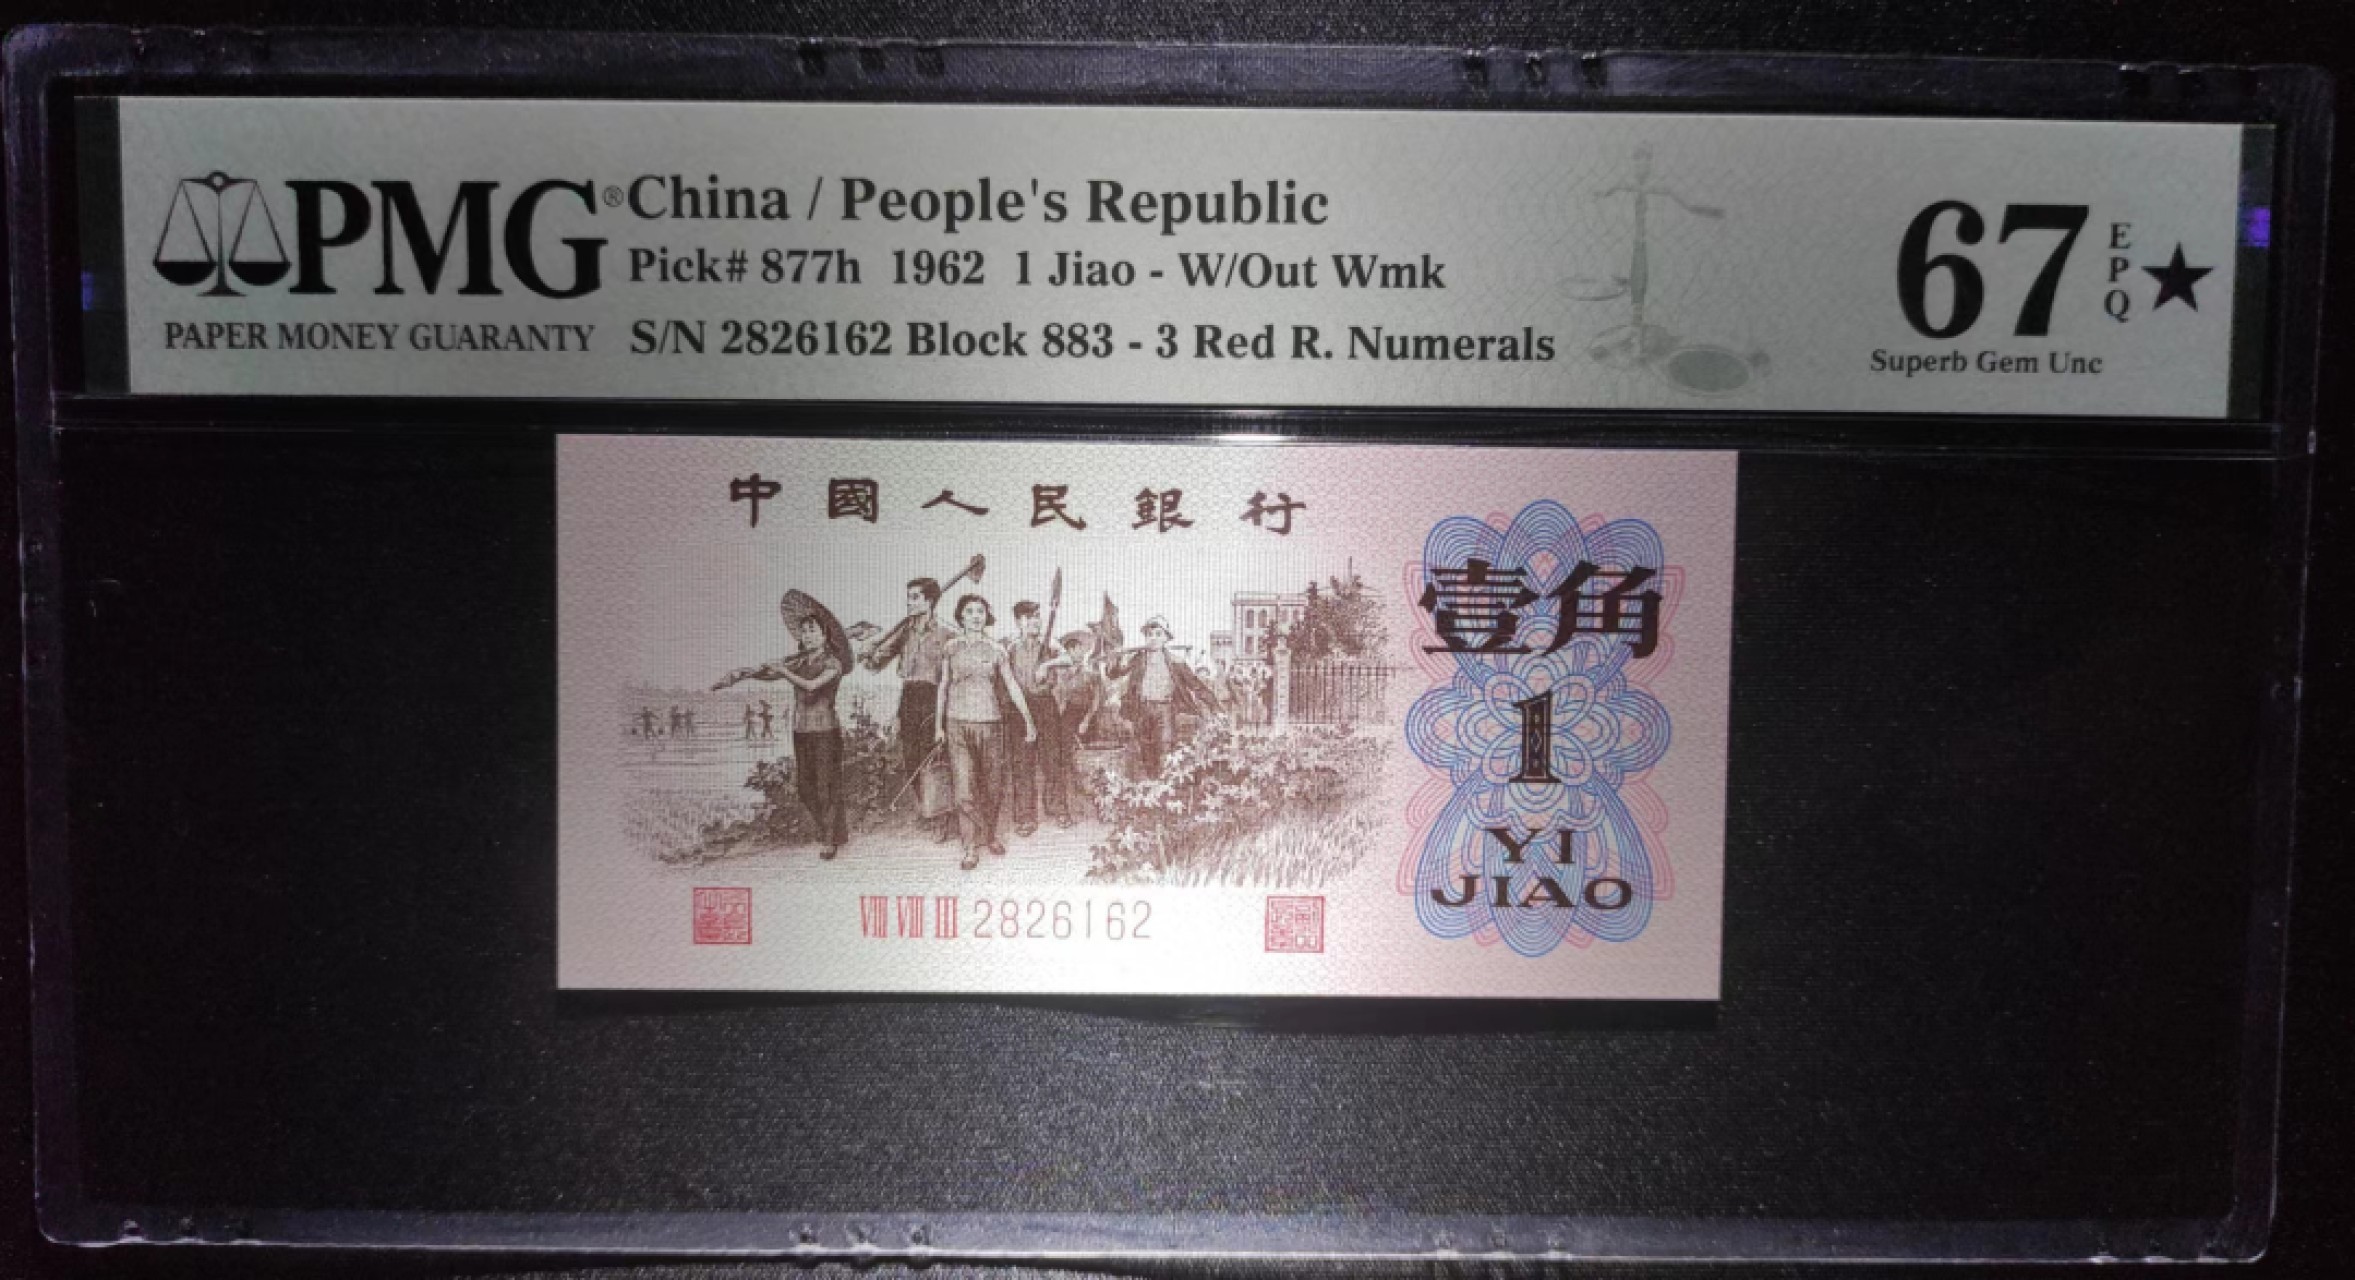 PMG®
PAPER MONEY GUARANTY
China / People's Republic
Pick# 877h 1962 1 Jiao - W/Out Wmk
S/N 2826162 Block 883 - 3 Red R. Numerals
67 EPQ★
Superb Gem Unc
中國人民銀行
壹角
1
YI
JIAO
VIII VIII III 2826162